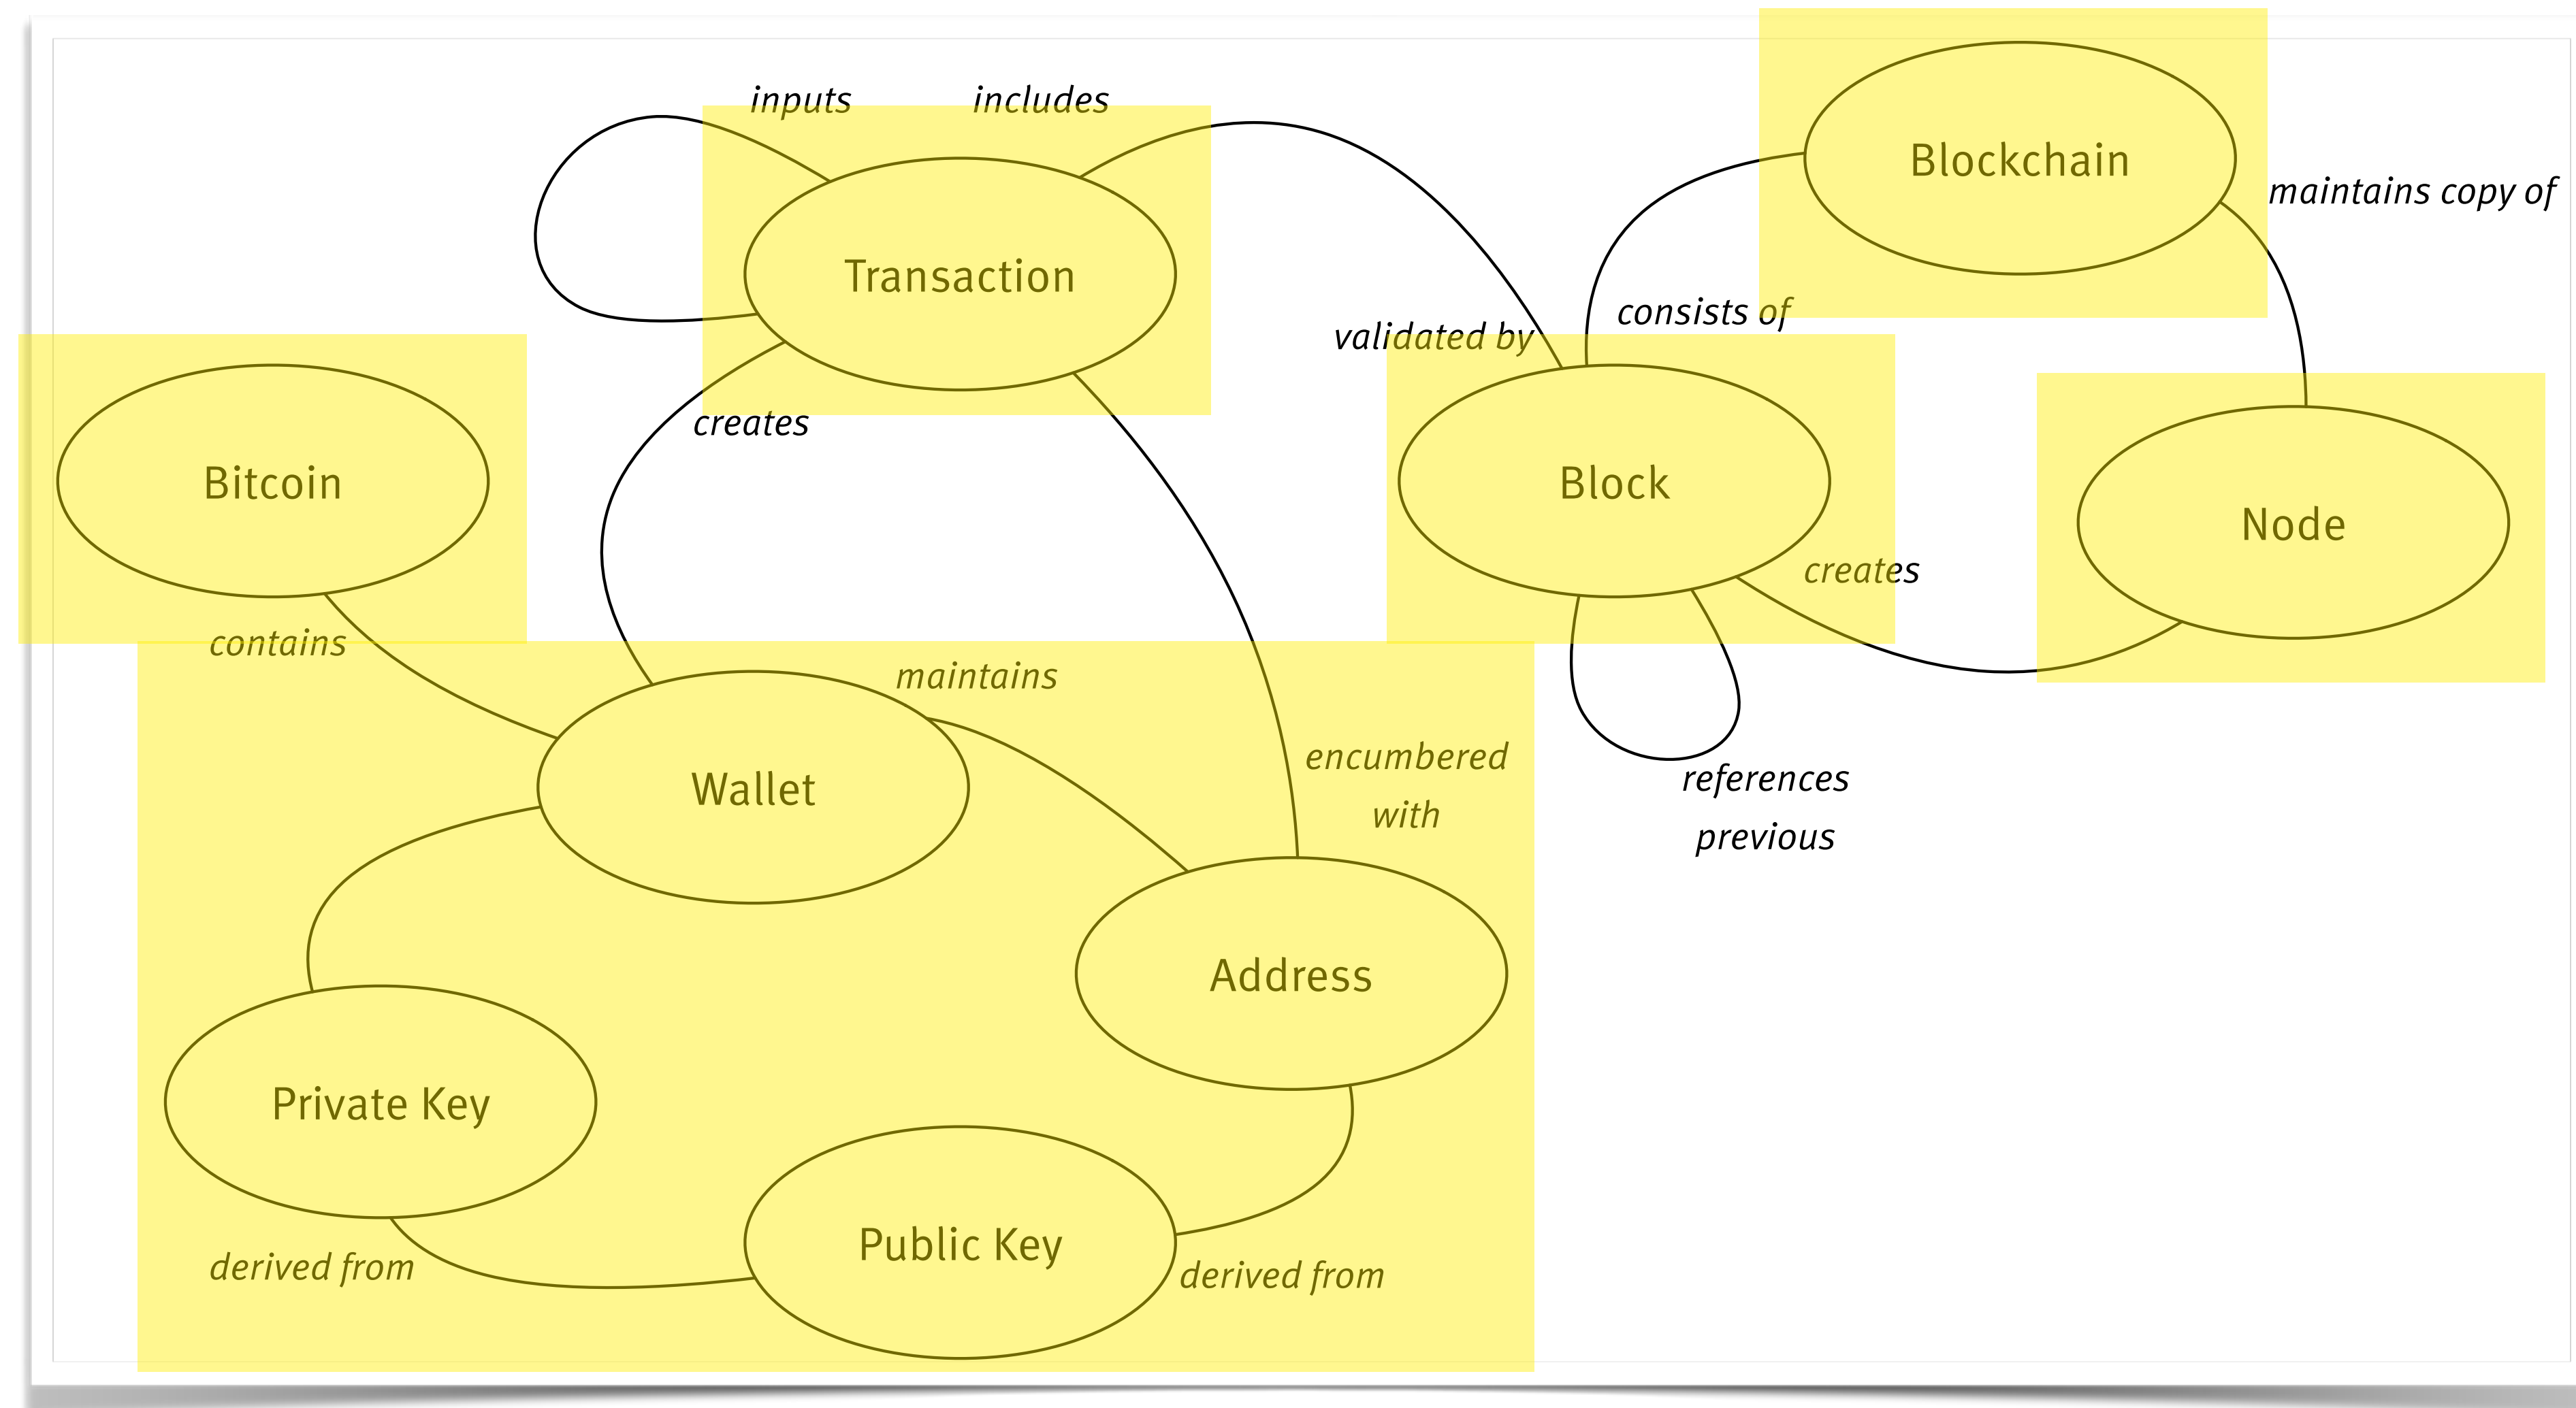 inputs
includes
Blockchain
maintains copy of
Transaction
consists of
validated by
creates
Bitcoin
Block
Node
creates
contains
maintains
encumbered
with
Wallet
references
previous
Address
Private Key
Public Key
derived from
derived from